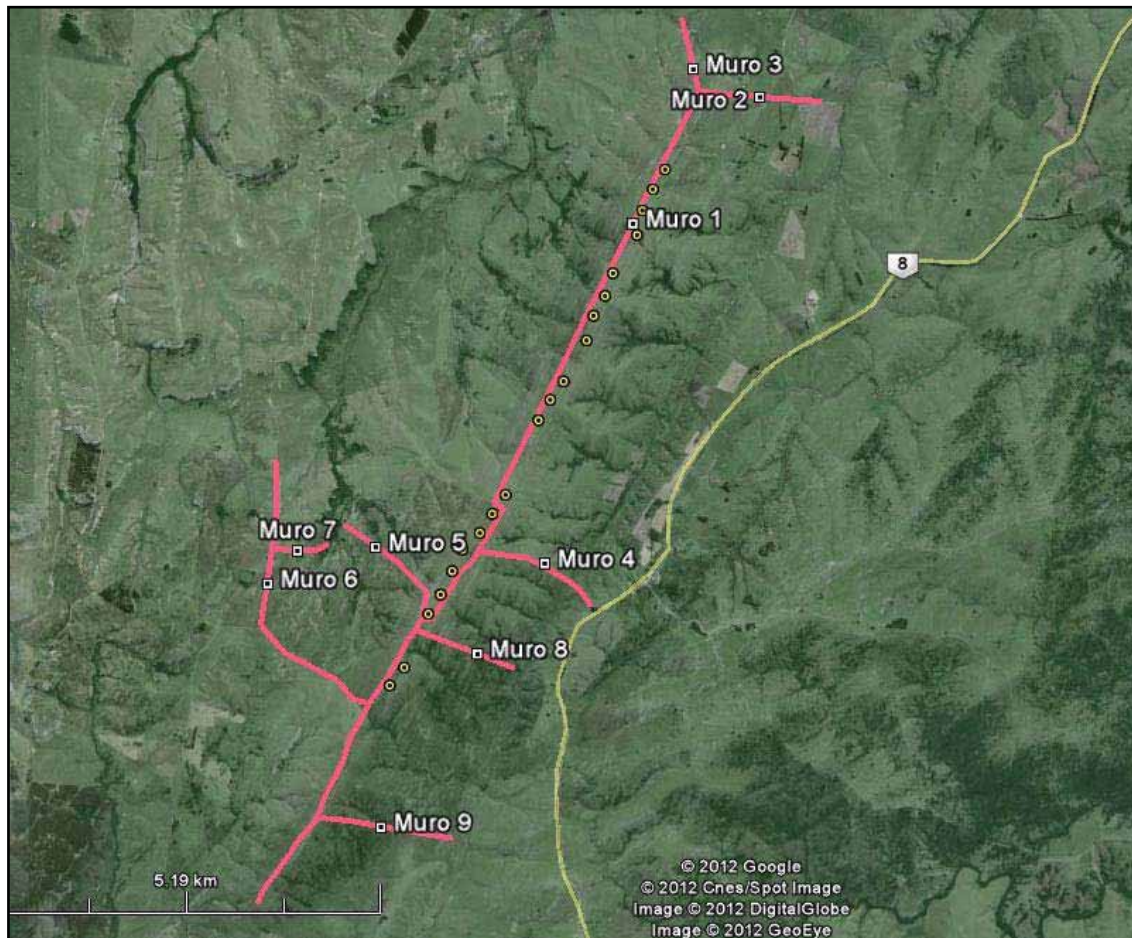 Muro 3
Muro 2
Muro 1
8
Muro 7
Muro 5
Muro 4
Muro 6
Muro 8
Muro 9
5.19 km
© 2012 Google
© 2012 Cnes/Spot Image
Image © 2012 DigitalGlobe
Image © 2012 GeoEye